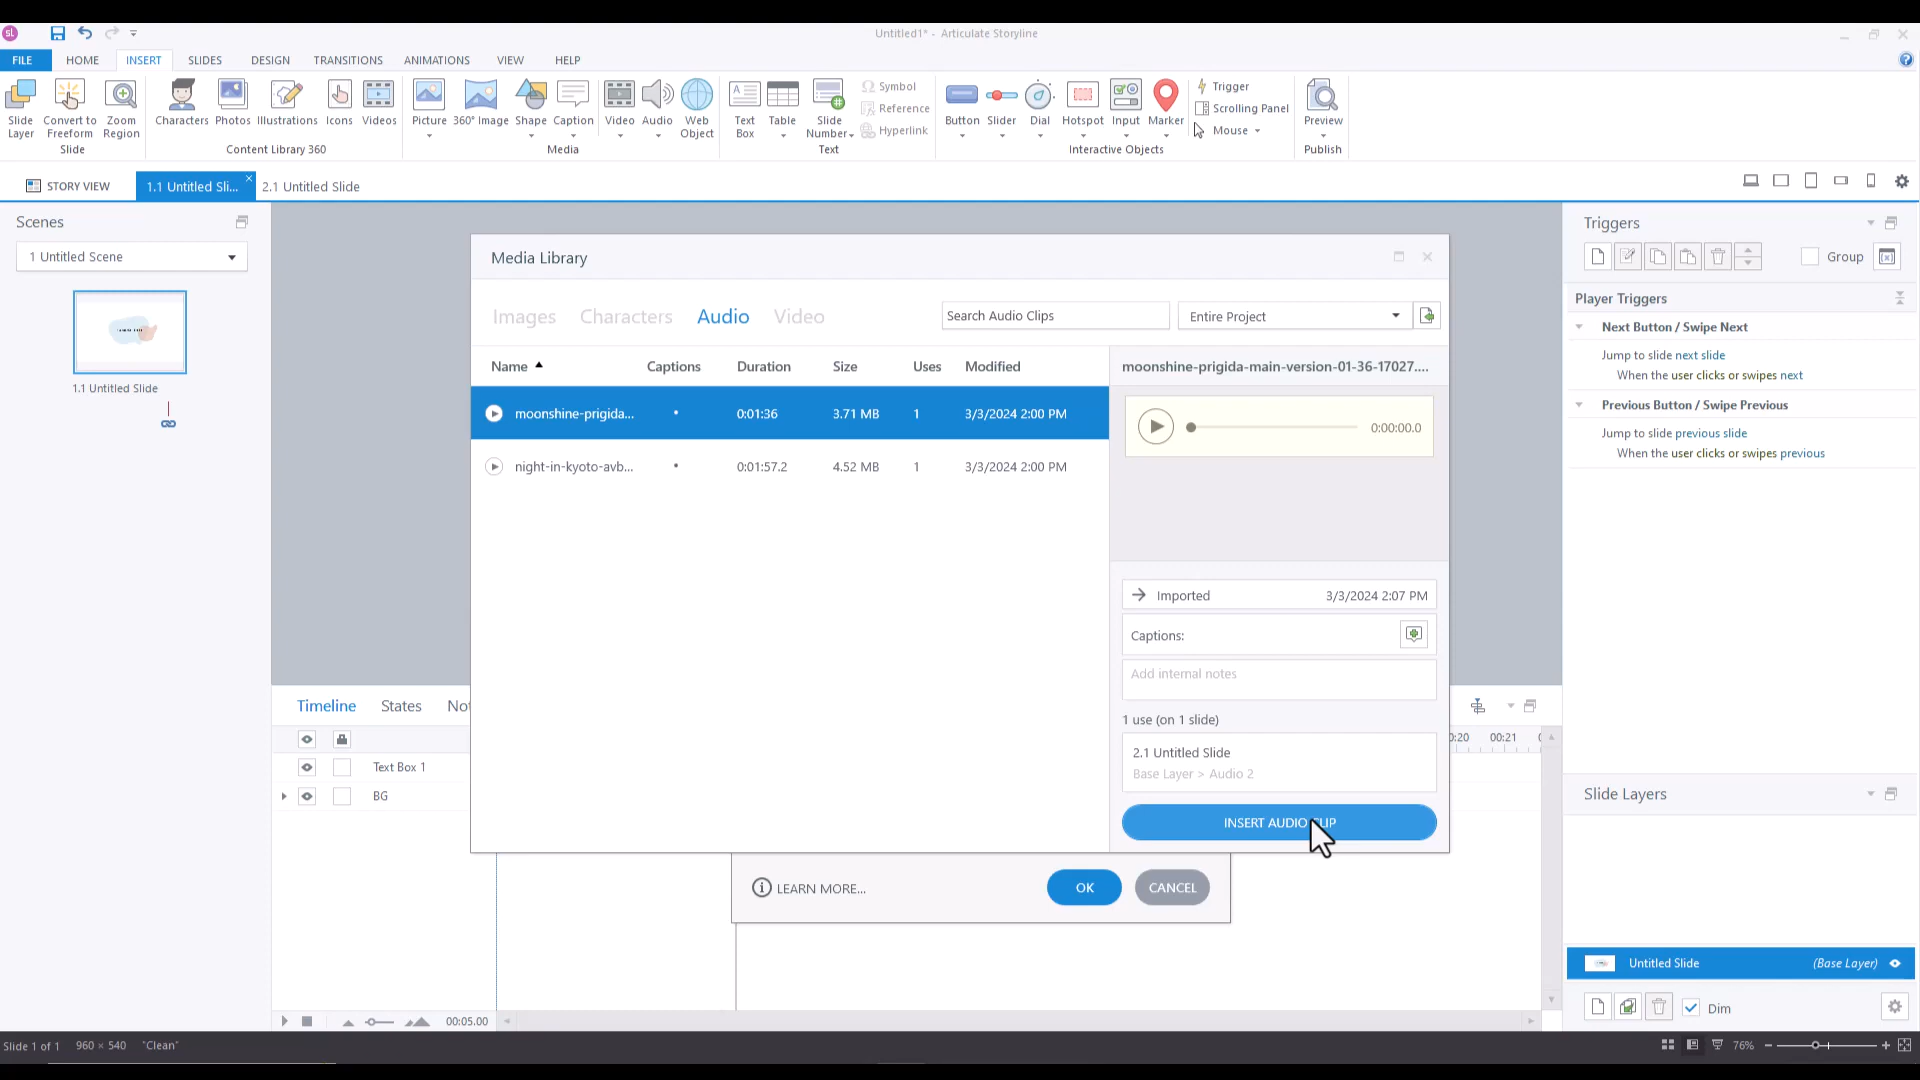 Untitled1* - Articulate Storyline
FILE HOME INSERT SLIDES DESIGN TRANSITIONS ANIMATIONS VIEW HELP
Slide Layer
Convert to Freeform
Zoom Region
Slide
Characters
Photos
Illustrations
Icons
Videos
Content Library 360
Picture
360° Image
Shape
Caption
Video
Audio
Web Object
Media
Text Box
Table
Slide Number
Symbol
Reference
Hyperlink
Text
Button
Slider
Dial
Hotspot
Input
Marker
Trigger
Scrolling Panel
Mouse
Interactive Objects
Preview
Publish
STORY VIEW
1.1 Untitled Sli...
2.1 Untitled Slide
Scenes
1 Untitled Scene
1.1 Untitled Slide
Media Library
Images Characters Audio Video
Search Audio Clips
Entire Project
Name Captions Duration Size Uses Modified
moonshine-prigida... • 0:01:36 3.71 MB 1 3/3/2024 2:00 PM
night-in-kyoto-avb... • 0:01:57.2 4.52 MB 1 3/3/2024 2:00 PM
moonshine-prigida-main-version-01-36-17027....
0:00:00.0
Imported 3/3/2024 2:07 PM
Captions:
Add internal notes
1 use (on 1 slide)
2.1 Untitled Slide
Base Layer > Audio 2
INSERT AUDIO
LEARN MORE...
OK
CANCEL
Timeline States
Text Box 1
BG
00:21
00:05.00
Triggers
Group
Player Triggers
Next Button / Swipe Next
Jump to slide next slide
When the user clicks or swipes next
Previous Button / Swipe Previous
Jump to slide previous slide
When the user clicks or swipes previous
Slide Layers
Untitled Slide (Base Layer)
Dim
Slide 1 of 1 960 × 540 "Clean"
76%